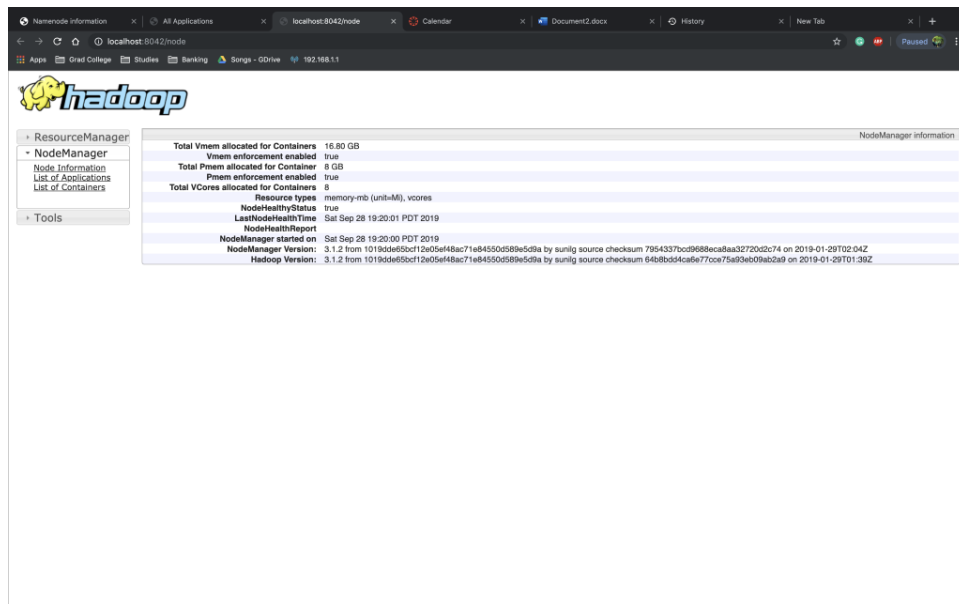 Namenode information
All Applications
localhost:8042/node
Calendar
Document2.docx
History
New Tab
localhost:8042/node
Paused
Apps Grad College Studies Banking Songs - GDrive 192.168.1.1
hadoop
ResourceManager
NodeManager
Node Information
List of Applications
List of Containers
Tools
NodeManager information
Total Vmem allocated for Containers 16.80 GB
Vmem enforcement enabled true
Total Pmem allocated for Container 8 GB
Pmem enforcement enabled true
Total VCores allocated for Containers 8
Resource types memory-mb (unit=Mi), vcores
NodeHealthyStatus true
LastNodeHealthTime Sat Sep 28 19:20:01 PDT 2019
NodeHealthReport
NodeManager started on Sat Sep 28 19:20:00 PDT 2019
NodeManager Version: 3.1.2 from 1019dde65bcf12e05ef48ac71e84550d589e5d9a by sunilg source checksum 7954337bcd9688eca8aa32720d2c74 on 2019-01-29T02:04Z
Hadoop Version: 3.1.2 from 1019dde65bcf12e05ef48ac71e84550d589e5d9a by sunilg source checksum 64b8bdd4ca6e77cce75a93eb09ab2a9 on 2019-01-29T01:39Z